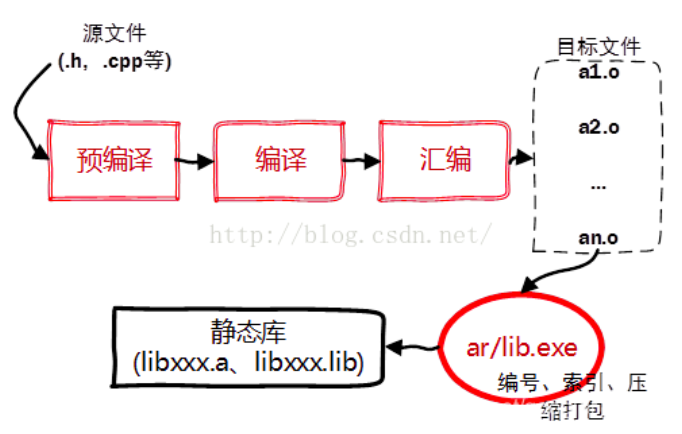 源文件
(.h，.cpp等)
目标文件
a1.o
a2.o
...
an.o
预编译
编译
汇编
http://blog.csdn.net/
静态库
(libxxx.a、libxxx.lib)
ar/lib.exe
编号、索引、压
缩打包